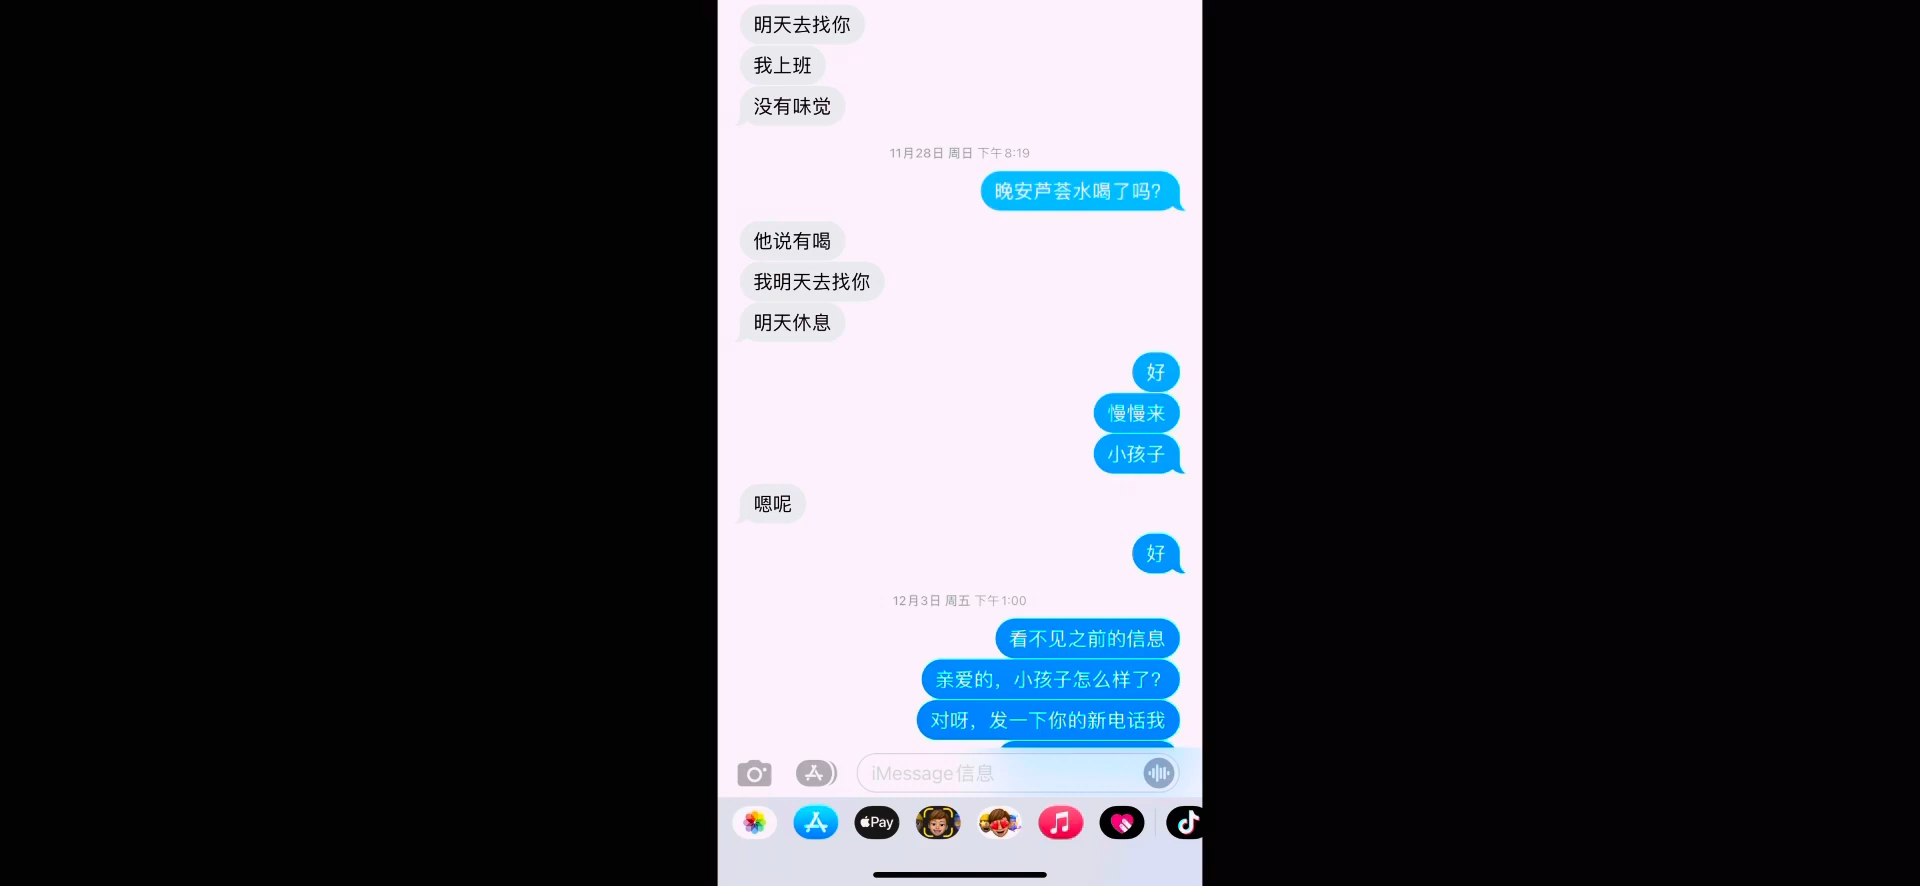 明天去找你
我上班
没有味觉
11月28日 周日 下午8:19
晚安芦荟水喝了吗?
他说有喝
我明天去找你
明天休息
好
慢慢来
小孩子
嗯呢
好
12月3日 周五 下午1:00
看不见之前的信息
亲爱的，小孩子怎么样了?
对呀，发一下你的新电话我
iMessage信息
Pay